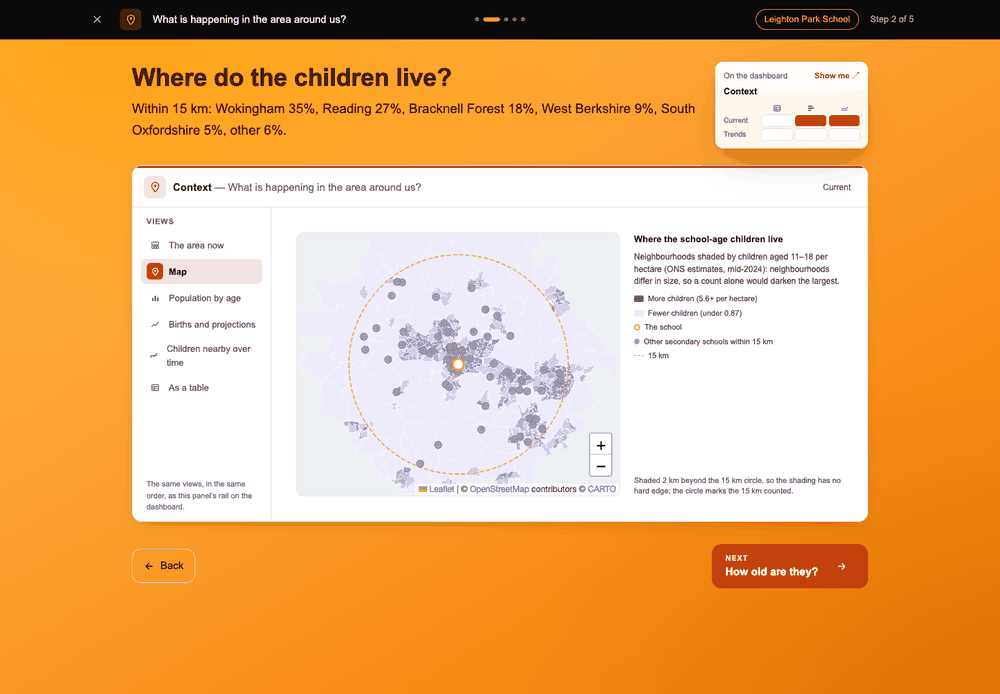 What is happening in the area around us?
Leighton Park School
Step 2 of 5
Where do the children live?
Within 15 km: Wokingham 35%, Reading 27%, Bracknell Forest 18%, West Berkshire 9%, South
Oxfordshire 5%, other 6%.
On the dashboard
Show me
Context
Current
Trends
Context — What is happening in the area around us?
Current
VIEWS
The area now
Map
Population by age
Births and projections
Children nearby over
time
As a table
The same views, in the same
order, as this panel's rail on the
dashboard.
+
−
Leaflet | © OpenStreetMap contributors © CARTO
Where the school-age children live
Neighbourhoods shaded by children aged 11–18 per
hectare (ONS estimates, mid-2024): neighbourhoods
differ in size, so a count alone would darken the largest.
More children (5.6+ per hectare)
Fewer children (under 0.87)
The school
Other secondary schools within 15 km
15 km
Shaded 2 km beyond the 15 km circle, so the shading has no
hard edge; the circle marks the 15 km counted.
← Back
NEXT
How old are they? →